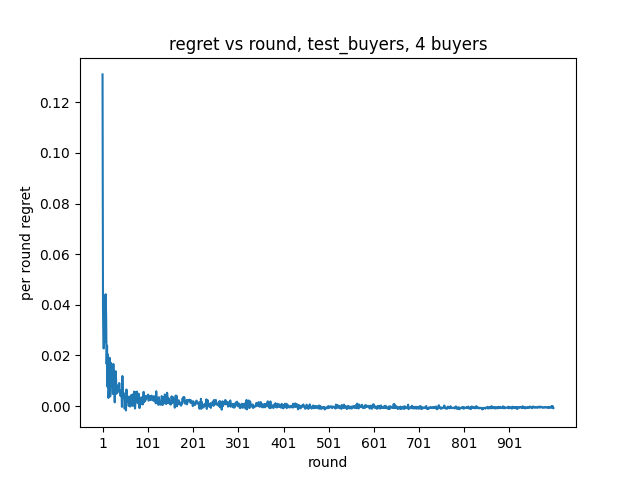 regret vs round, test_buyers, 4 buyers
per round regret
0.12
0.10
0.08
0.06
0.04
0.02
0.00
1 101 201 301 401 501 601 701 801 901
round